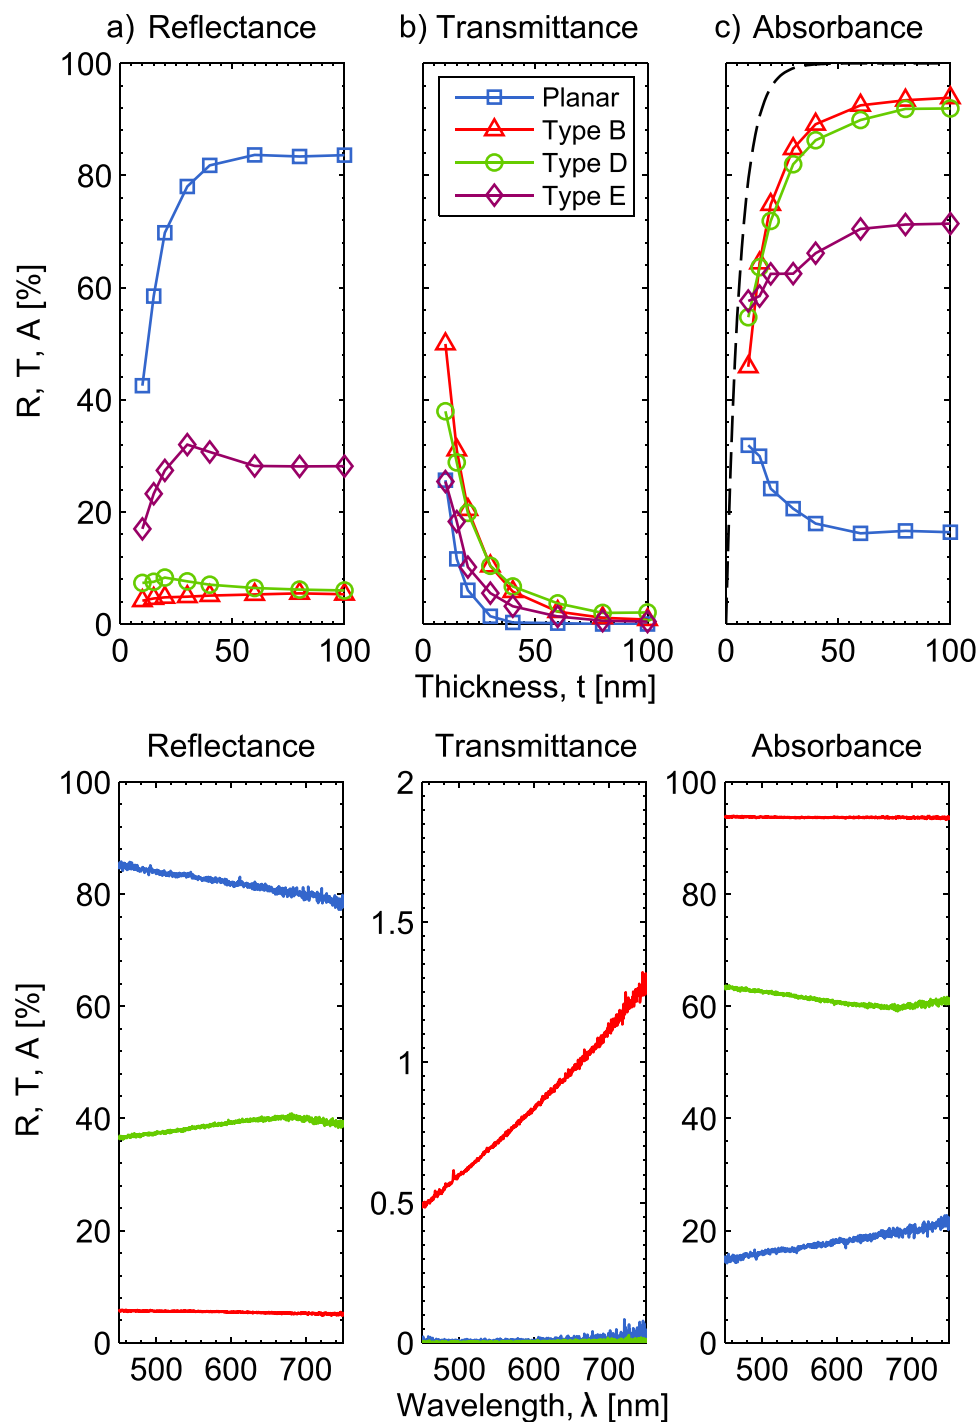 a) Reflectance
b) Transmittance
c) Absorbance
R, T, A [%]
100
80
60
40
20
0
Planar
Type B
Type D
Type E
0 50 100
0 50 100
0 50 100
Thickness, t [nm]
Reflectance
Transmittance
Absorbance
R, T, A [%]
100
80
60
40
20
0
2
1.5
1
0.5
0
100
80
60
40
20
0
500 600 700
500 600 700
500 600 700
Wavelength, λ [nm]